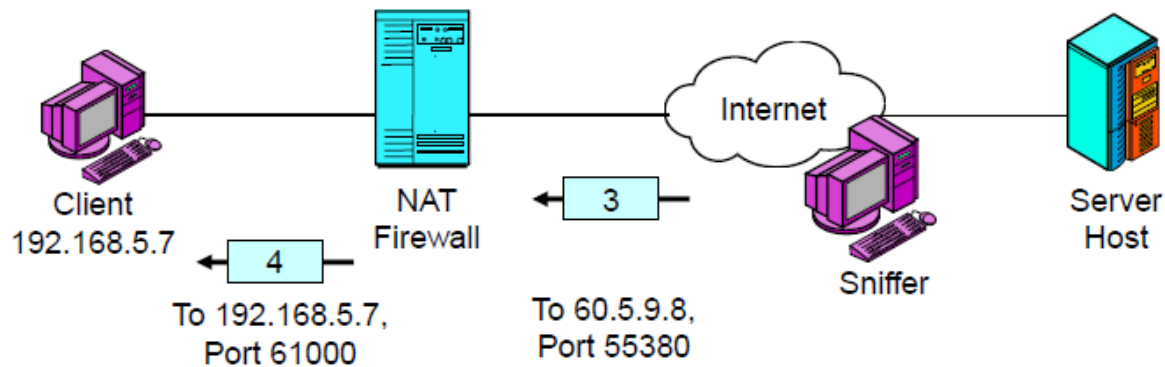 Internet
Client
192.168.5.7
NAT
Firewall
3
Server
Host
4
Sniffer
To 192.168.5.7,
Port 61000
To 60.5.9.8,
Port 55380